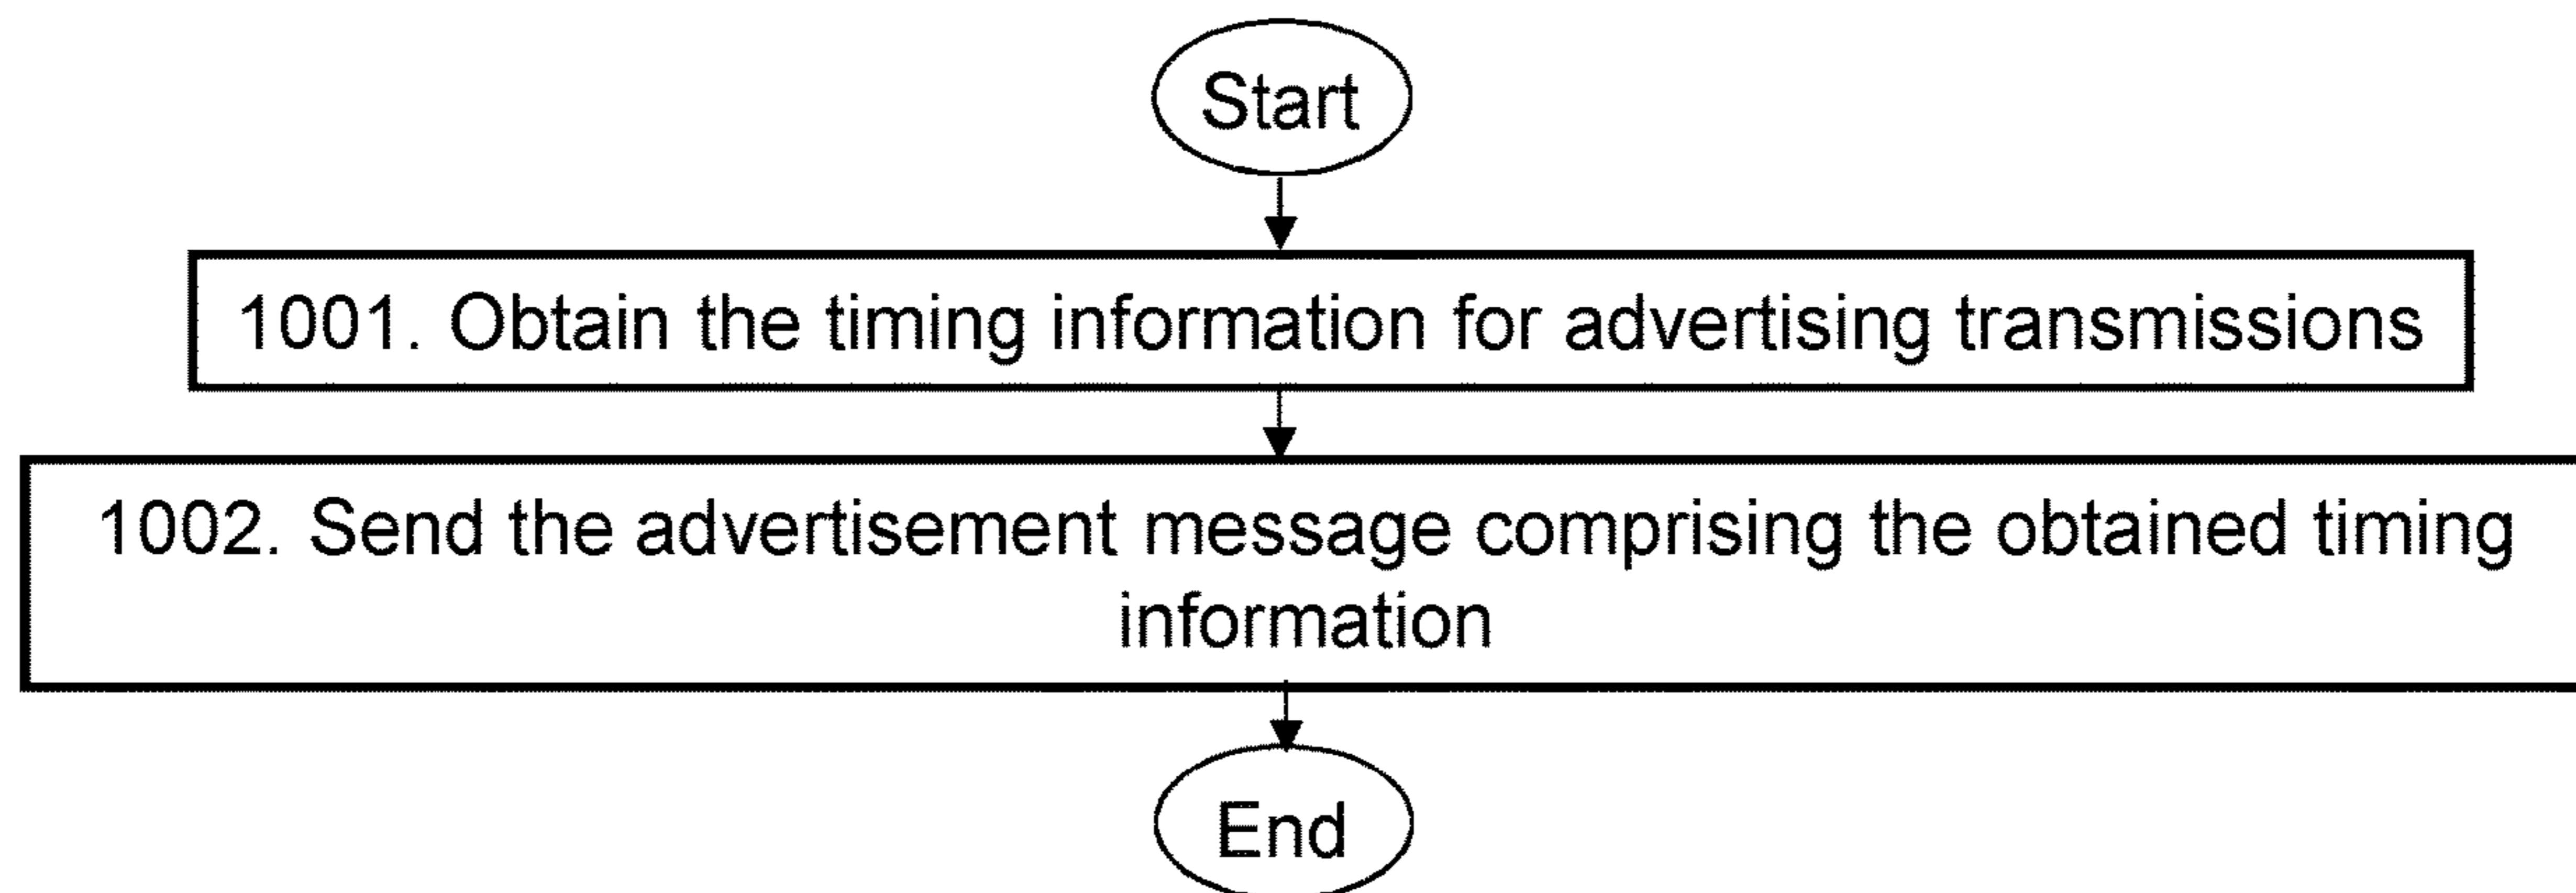 Start
1001. Obtain the timing information for advertising transmissions
1002. Send the advertisement message comprising the obtained timing
information
End